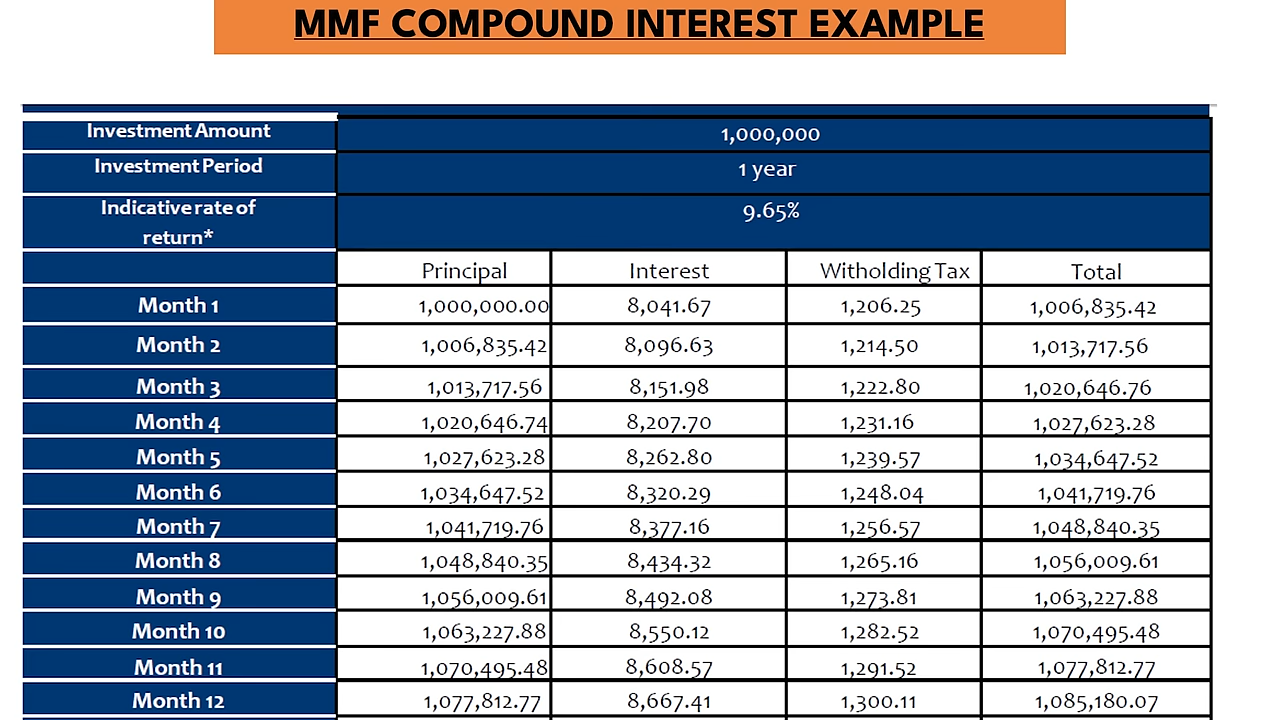 MMF COMPOUND INTEREST EXAMPLE
Investment Amount 1,000,000
Investment Period 1 year
Indicative rate of return* 9.65%
Principal Interest Witholding Tax Total
Month 1 1,000,000.00 8,041.67 1,206.25 1,006,835.42
Month 2 1,006,835.42 8,096.63 1,214.50 1,013,717.56
Month 3 1,013,717.56 8,151.98 1,222.80 1,020,646.76
Month 4 1,020,646.74 8,207.70 1,231.16 1,027,623.28
Month 5 1,027,623.28 8,262.80 1,239.57 1,034,647.52
Month 6 1,034,647.52 8,320.29 1,248.04 1,041,719.76
Month 7 1,041,719.76 8,377.16 1,256.57 1,048,840.35
Month 8 1,048,840.35 8,434.32 1,265.16 1,056,009.61
Month 9 1,056,009.61 8,492.08 1,273.81 1,063,227.88
Month 10 1,063,227.88 8,550.12 1,282.52 1,070,495.48
Month 11 1,070,495.48 8,608.57 1,291.52 1,077,812.77
Month 12 1,077,812.77 8,667.41 1,300.11 1,085,180.07